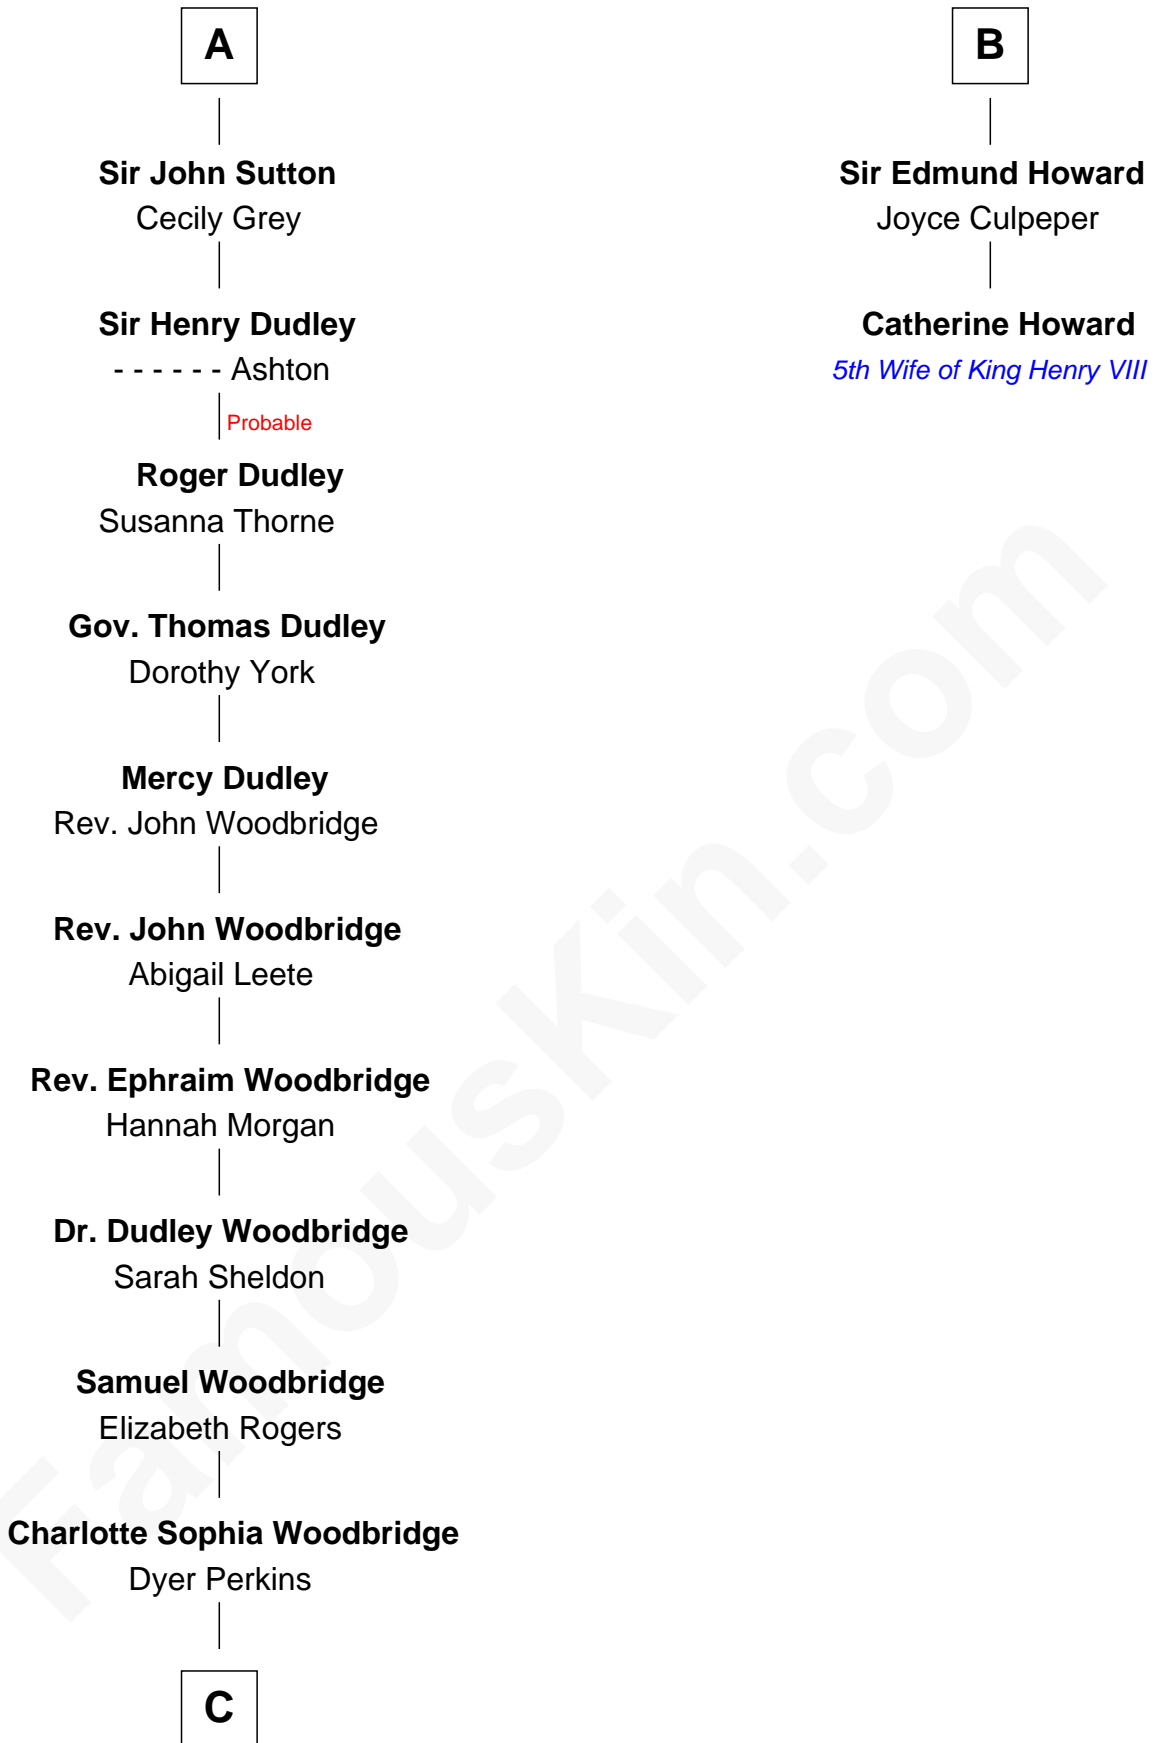 A
Sir John Sutton
Cecily Grey
Sir Henry Dudley
- - - - - - Ashton
Probable
Roger Dudley
Susanna Thorne
Gov. Thomas Dudley
Dorothy York
Mercy Dudley
Rev. John Woodbridge
Rev. John Woodbridge
Abigail Leete
Rev. Ephraim Woodbridge
Hannah Morgan
Dr. Dudley Woodbridge
Sarah Sheldon
Samuel Woodbridge
Elizabeth Rogers
Charlotte Sophia Woodbridge
Dyer Perkins
C
B
Sir Edmund Howard
Joyce Culpeper
Catherine Howard
5th Wife of King Henry VIII
FamousKin.com